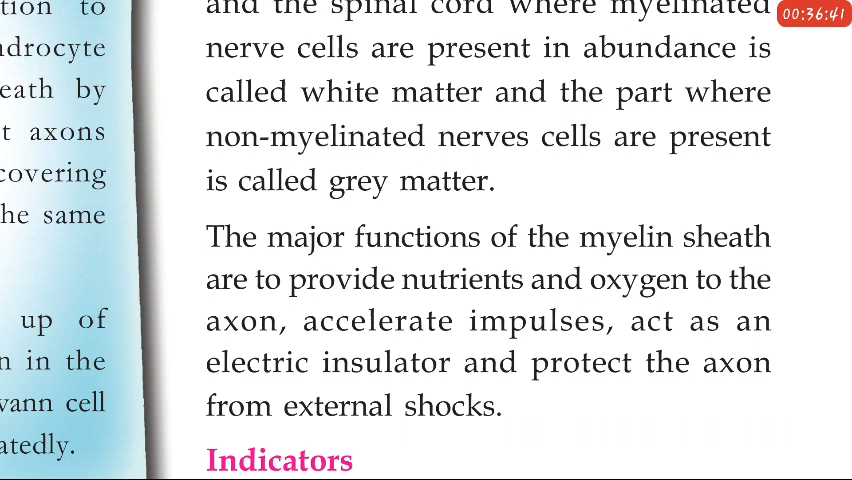 tion to
drocyte
eath by
t axons
covering
he same
up of
n in the
vann cell
atedly.
and the spinal cord where myelinated
nerve cells are present in abundance is
called white matter and the part where
non-myelinated nerves cells are present
is called grey matter.
The major functions of the myelin sheath
are to provide nutrients and oxygen to the
axon, accelerate impulses, act as an
electric insulator and protect the axon
from external shocks.
Indicators
00:36:41